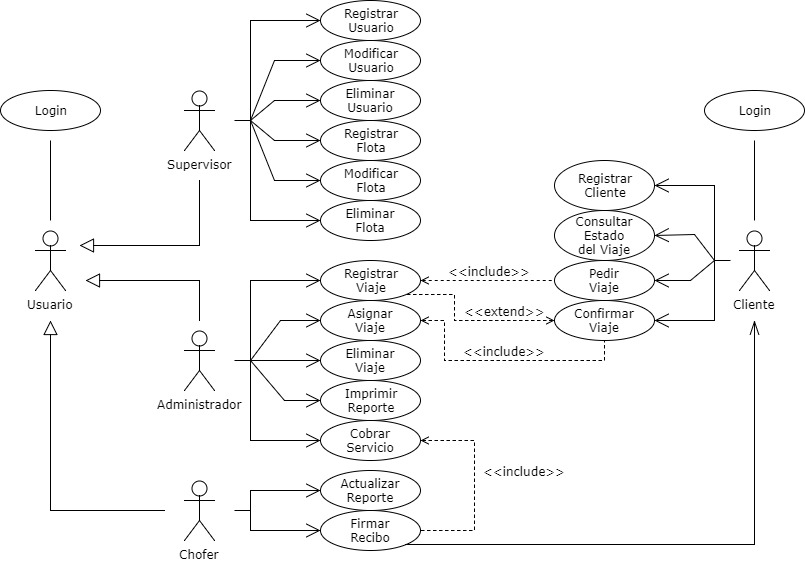 Registrar
Usuario
Modificar
Usuario
Eliminar
Usuario
Registrar
Flota
Modificar
Flota
Eliminar
Flota
Login
Supervisor
Usuario
Login
Registrar
Cliente
Consultar
Estado
del Viaje
Pedir
Viaje
Confirmar
Viaje
Cliente
<<include>>
<<extend>>
<<include>>
Registrar
Viaje
Asignar
Viaje
Eliminar
Viaje
Imprimir
Reporte
Cobrar
Servicio
Administrador
<<include>>
Actualizar
Reporte
Firmar
Recibo
Chofer